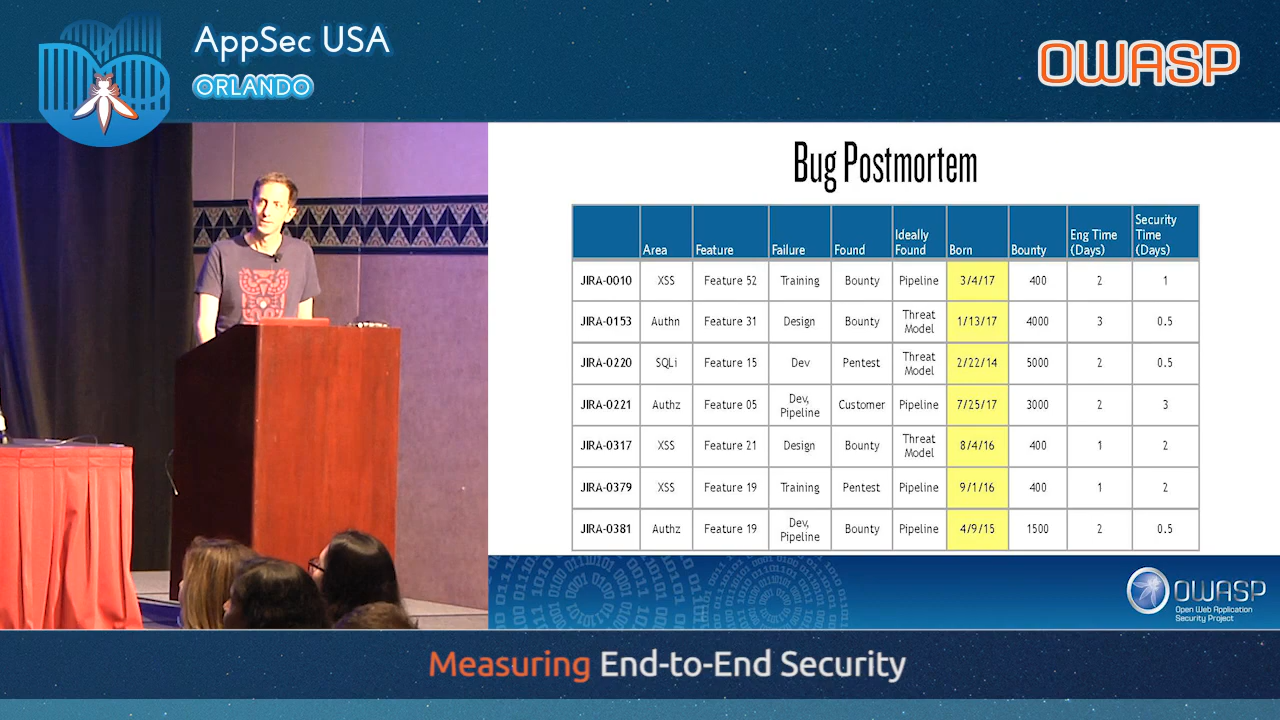 AppSec USA
ORLANDO
OWASP
Bug Postmortem
Area Feature Failure Found Ideally Found Born Bounty Eng Time (Days) Security Time (Days)
JIRA-0010 XSS Feature 52 Training Bounty Pipeline 3/4/17 400 2 1
JIRA-0153 Authn Feature 31 Design Bounty Threat Model 1/13/17 4000 3 0.5
JIRA-0220 SQLi Feature 15 Dev Pentest Threat Model 2/22/14 5000 2 0.5
JIRA-0221 Authz Feature 05 Dev, Pipeline Customer Pipeline 7/25/17 3000 2 3
JIRA-0317 XSS Feature 21 Design Bounty Threat Model 8/4/16 400 1 2
JIRA-0379 XSS Feature 19 Training Pentest Pipeline 9/1/16 400 1 2
JIRA-0381 Authz Feature 19 Dev, Pipeline Bounty Pipeline 4/9/15 1500 2 0.5
OWASP
Open Web Application
Security Project
Measuring End-to-End Security